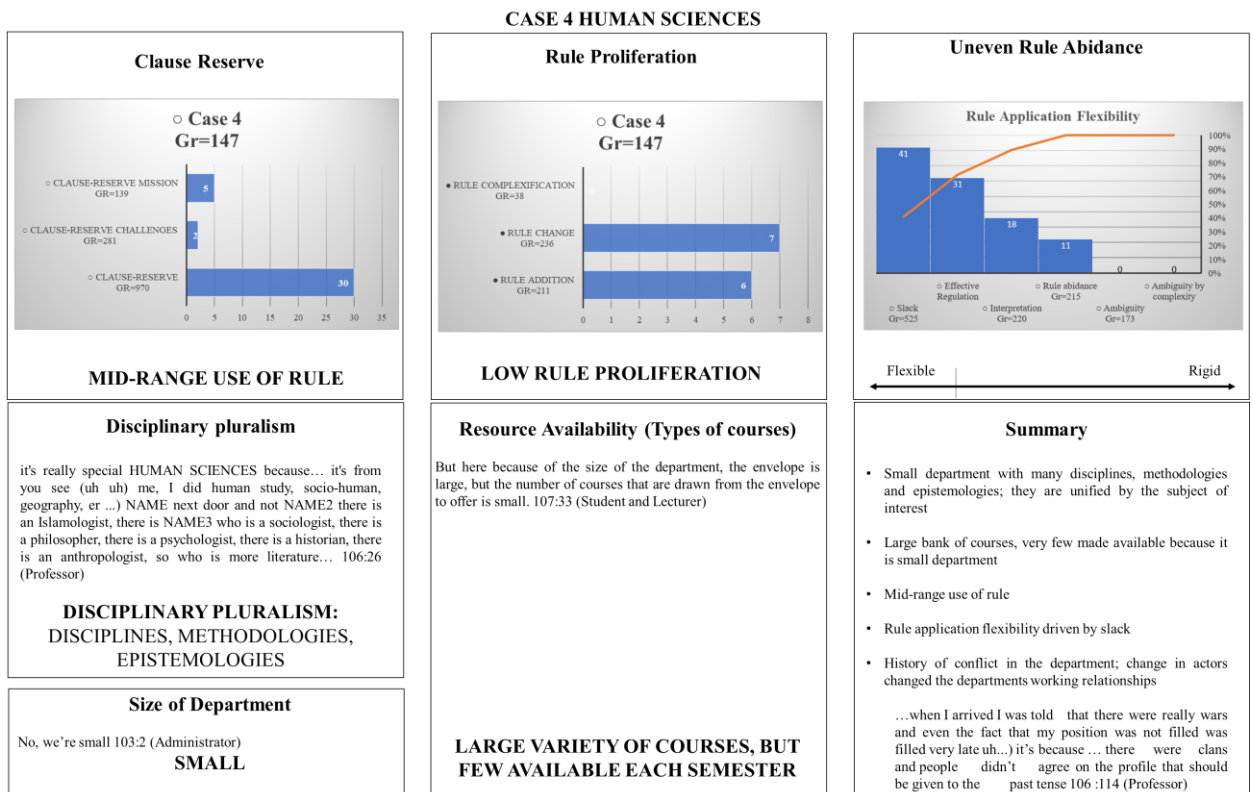 CASE 4 HUMAN SCIENCES
Clause Reserve
○ Case 4
Gr=147
○ CLAUSE-RESERVE MISSION
GR=139
5
○ CLAUSE-RESERVE CHALLENGES
GR=281
2
○ CLAUSE-RESERVE
GR=970
30
0 5 10 15 20 25 30 35
MID-RANGE USE OF RULE
Rule Proliferation
○ Case 4
Gr=147
● RULE COMPLEXIFICATION
GR=38
● RULE CHANGE
GR=236
7
● RULE ADDITION
GR=211
6
0 1 2 3 4 5 6 7 8
LOW RULE PROLIFERATION
Uneven Rule Abidance
Rule Application Flexibility
41
31
18
11
0
0
100%
90%
80%
70%
60%
50%
40%
30%
20%
10%
0%
○ Slack
Gr=525
○ Effective
Regulation
○ Interpretation
Gr=220
○ Rule abidance
Gr=215
○ Ambiguity
Gr=173
○ Ambiguity by
complexity
Flexible Rigid
Disciplinary pluralism
it's really special HUMAN SCIENCES because… it's from
you see (uh uh) me, I did human study, socio-human,
geography, er ...) NAME next door and not NAME2 there is
an Islamologist, there is NAME3 who is a sociologist, there is
a philosopher, there is a psychologist, there is a historian, there
is an anthropologist, so who is more literature… 106:26
(Professor)
DISCIPLINARY PLURALISM:
DISCIPLINES, METHODOLOGIES,
EPISTEMOLOGIES
Size of Department
No, we're small 103:2 (Administrator)
SMALL
Resource Availability (Types of courses)
But here because of the size of the department, the envelope is
large, but the number of courses that are drawn from the envelope
to offer is small. 107:33 (Student and Lecturer)
LARGE VARIETY OF COURSES, BUT
FEW AVAILABLE EACH SEMESTER
Summary
• Small department with many disciplines, methodologies
and epistemologies; they are unified by the subject of
interest
• Large bank of courses, very few made available because it
is small department
• Mid-range use of rule
• Rule application flexibility driven by slack
• History of conflict in the department; change in actors
changed the departments working relationships
…when I arrived I was told that there were really wars
and even the fact that my position was not filled was
filled very late uh...) it's because … there were clans
and people didn't agree on the profile that should
be given to the past tense 106 :114 (Professor)